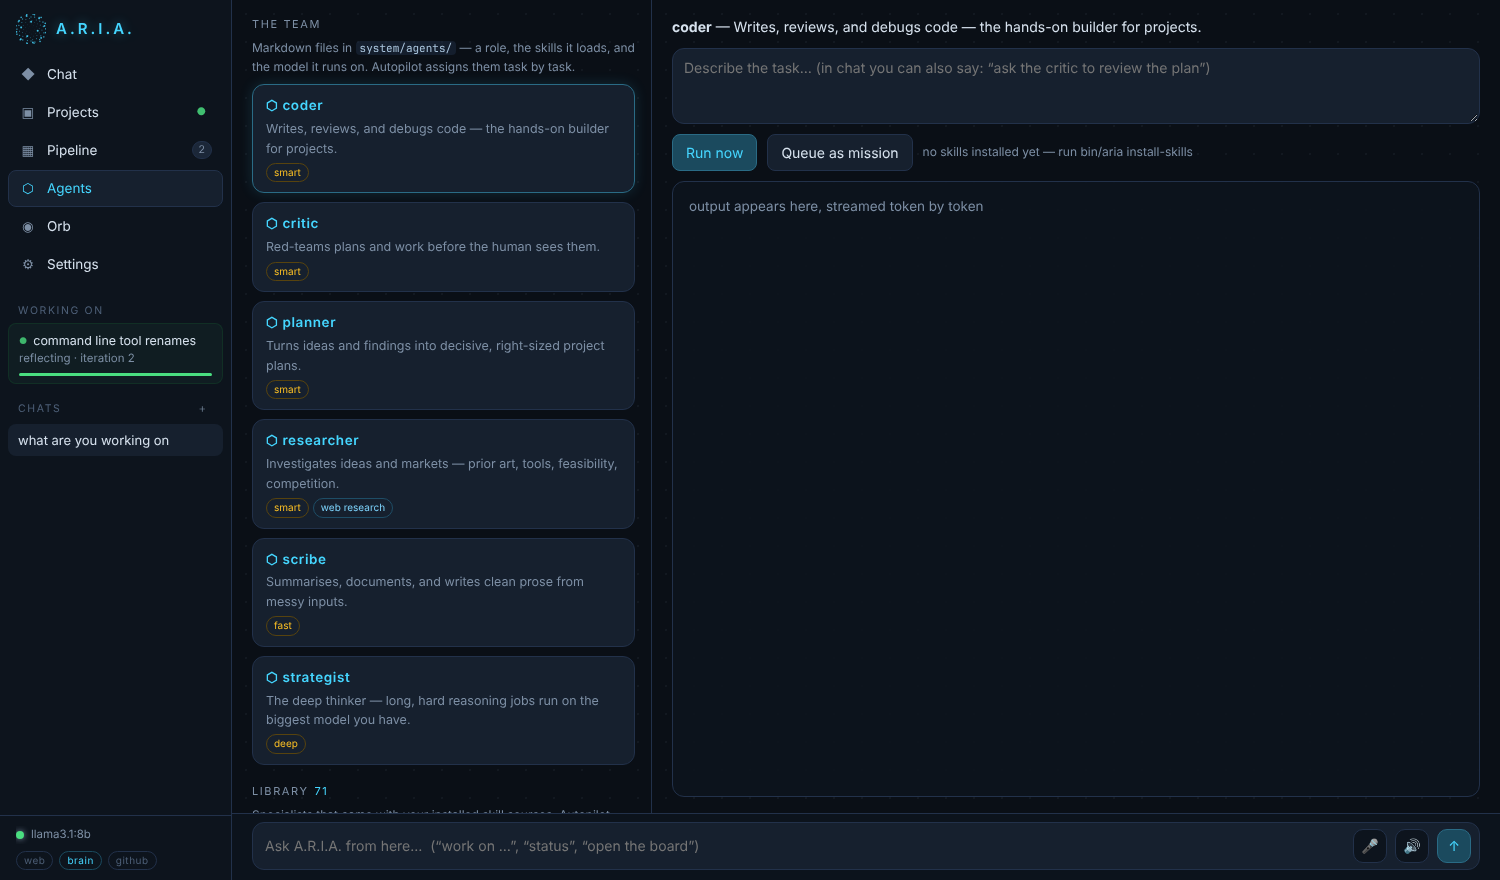 A.R.I.A.
Chat
Projects
Pipeline 2
Agents
Orb
Settings
WORKING ON
command line tool renames
reflecting · iteration 2
CHATS +
what are you working on
llama3.1:8b
web brain github
THE TEAM
Markdown files in system/agents/ — a role, the skills it loads, and
the model it runs on. Autopilot assigns them task by task.
coder
Writes, reviews, and debugs code — the hands-on builder
for projects.
smart
critic
Red-teams plans and work before the human sees them.
smart
planner
Turns ideas and findings into decisive, right-sized project
plans.
smart
researcher
Investigates ideas and markets — prior art, tools, feasibility,
competition.
smart web research
scribe
Summarises, documents, and writes clean prose from
messy inputs.
fast
strategist
The deep thinker — long, hard reasoning jobs run on the
biggest model you have.
deep
LIBRARY 71
Specialists that come with your installed skill sources. Autopilot
coder — Writes, reviews, and debugs code — the hands-on builder for projects.
Describe the task... (in chat you can also say: “ask the critic to review the plan”)
Run now Queue as mission no skills installed yet — run bin/aria install-skills
output appears here, streamed token by token
Ask A.R.I.A. from here... (“work on ...”, “status”, “open the board”)